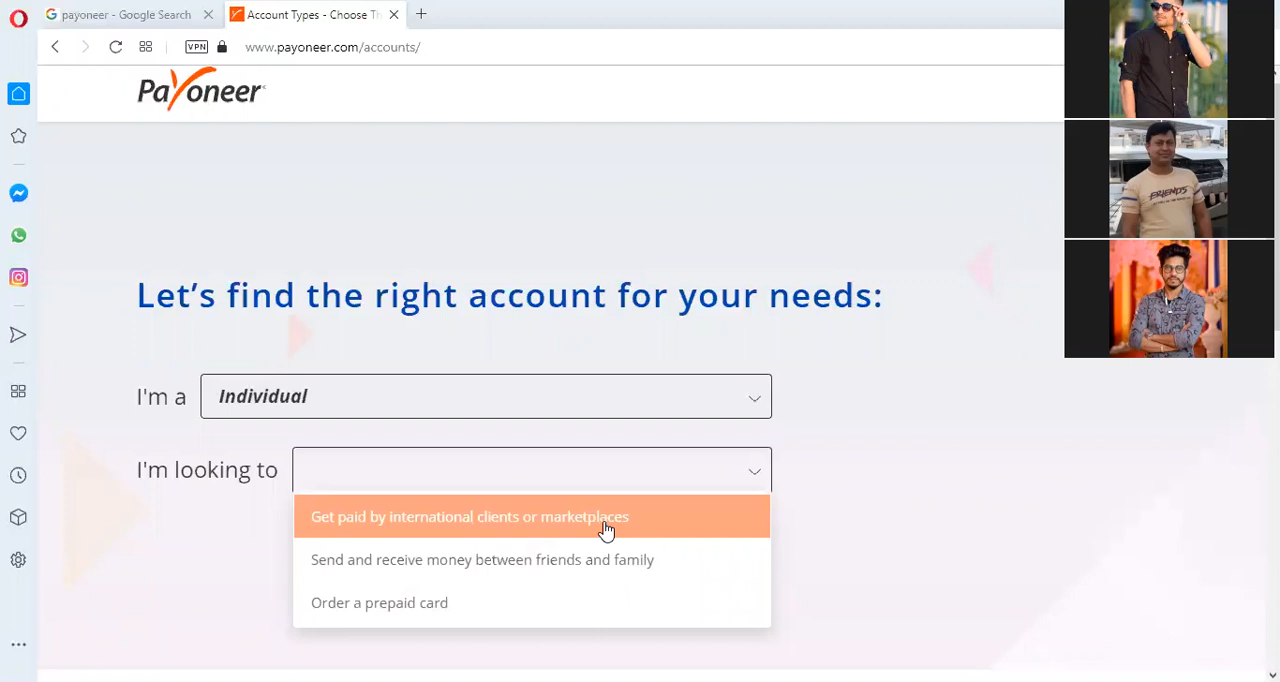 payoneer - Google Search
Account Types - Choose Th
VPN
www.payoneer.com/accounts/
Payoneer
Let's find the right account for your needs:
I'm a
Individual
I'm looking to
Get paid by international clients or marketplaces
Send and receive money between friends and family
Order a prepaid card
FRIENDS